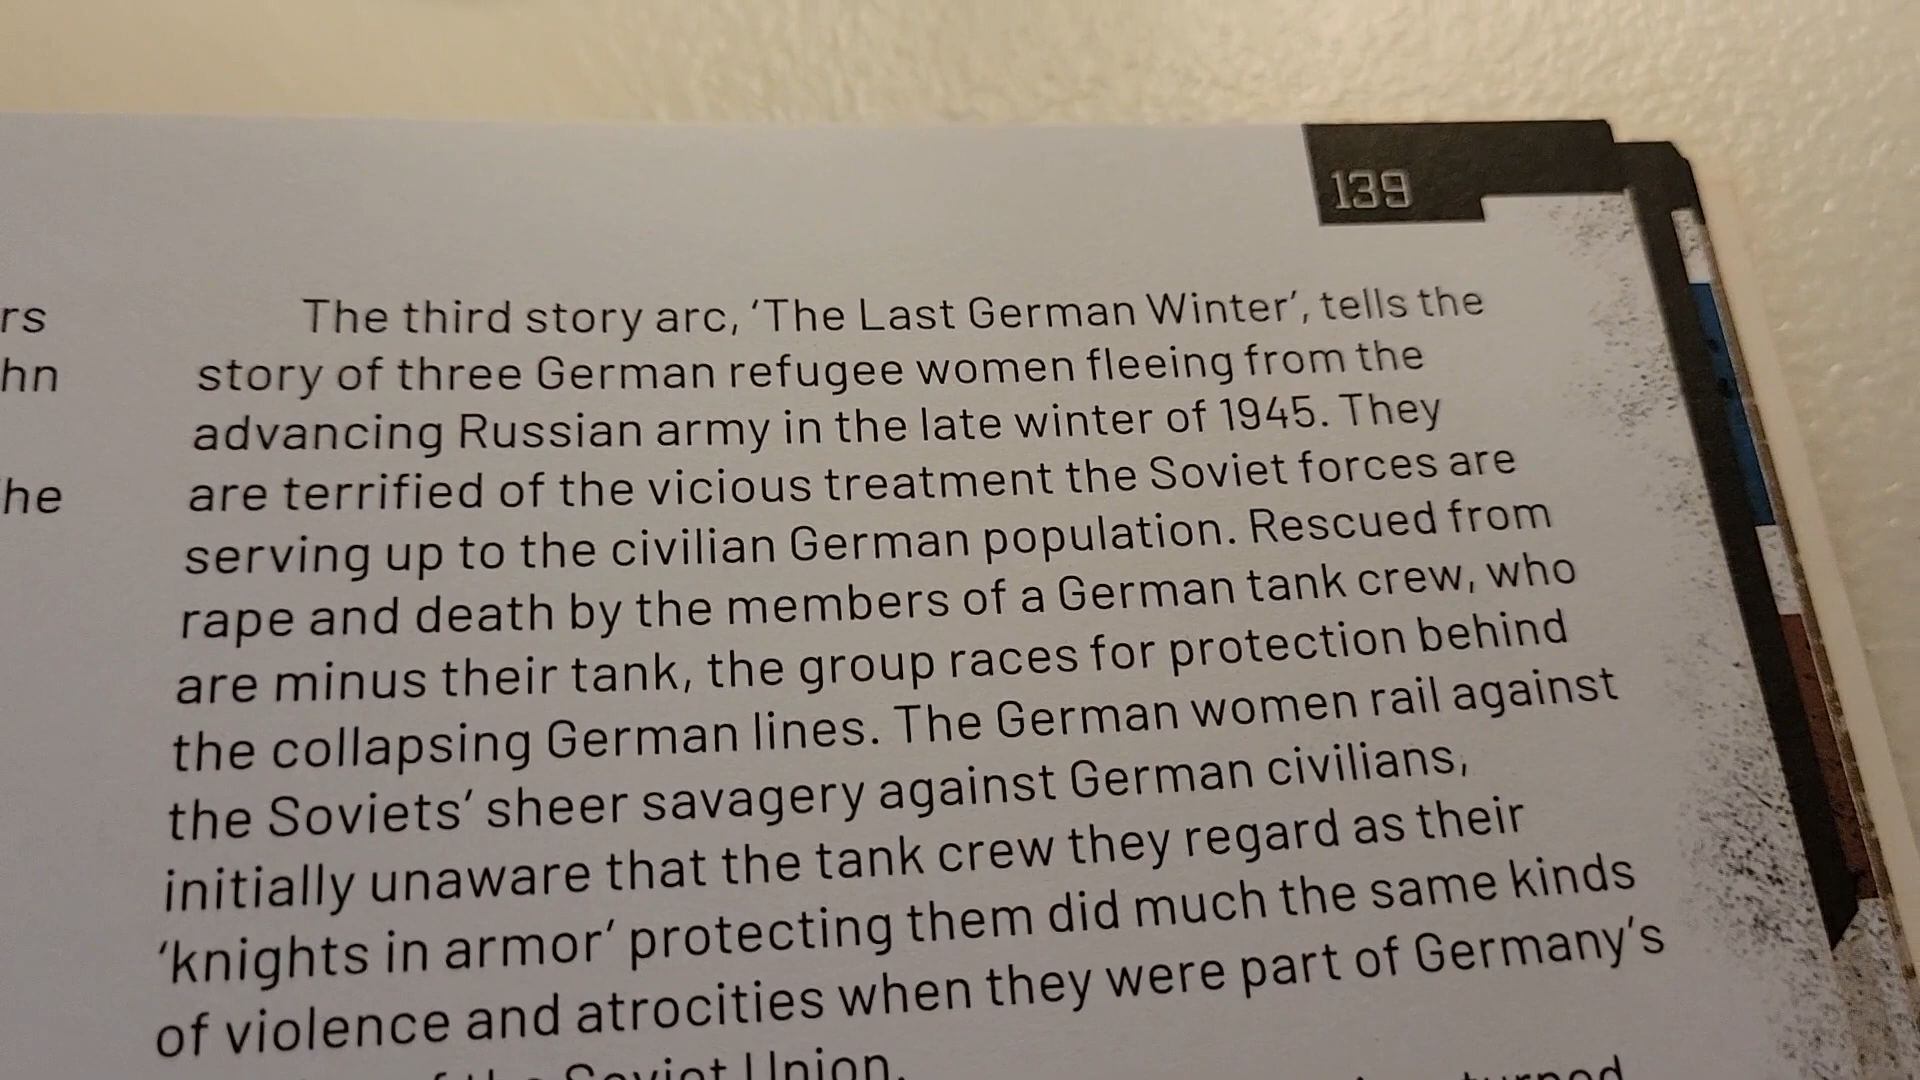 139
rs
hn
he
The third story arc, ‘The Last German Winter’, tells the
story of three German refugee women fleeing from the
advancing Russian army in the late winter of 1945. They
are terrified of the vicious treatment the Soviet forces are
serving up to the civilian German population. Rescued from
rape and death by the members of a German tank crew, who
are minus their tank, the group races for protection behind
the collapsing German lines. The German women rail against
the Soviets’ sheer savagery against German civilians,
initially unaware that the tank crew they regard as their
‘knights in armor’ protecting them did much the same kinds
of violence and atrocities when they were part of Germany’s
Soviet Union.